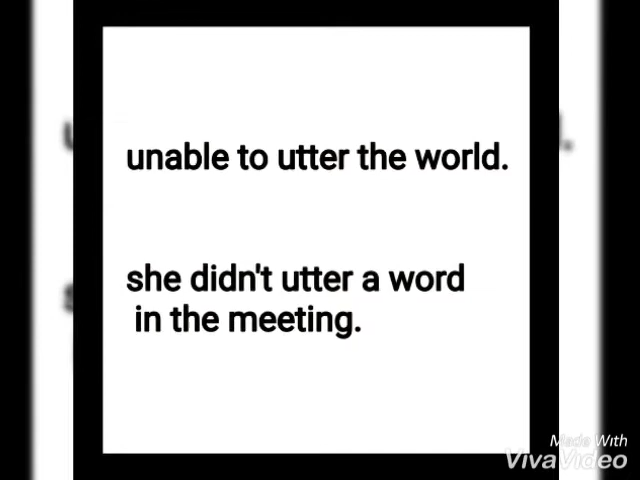 unable to utter the world.
she didn't utter a word
in the meeting.
Made With
VivaVideo